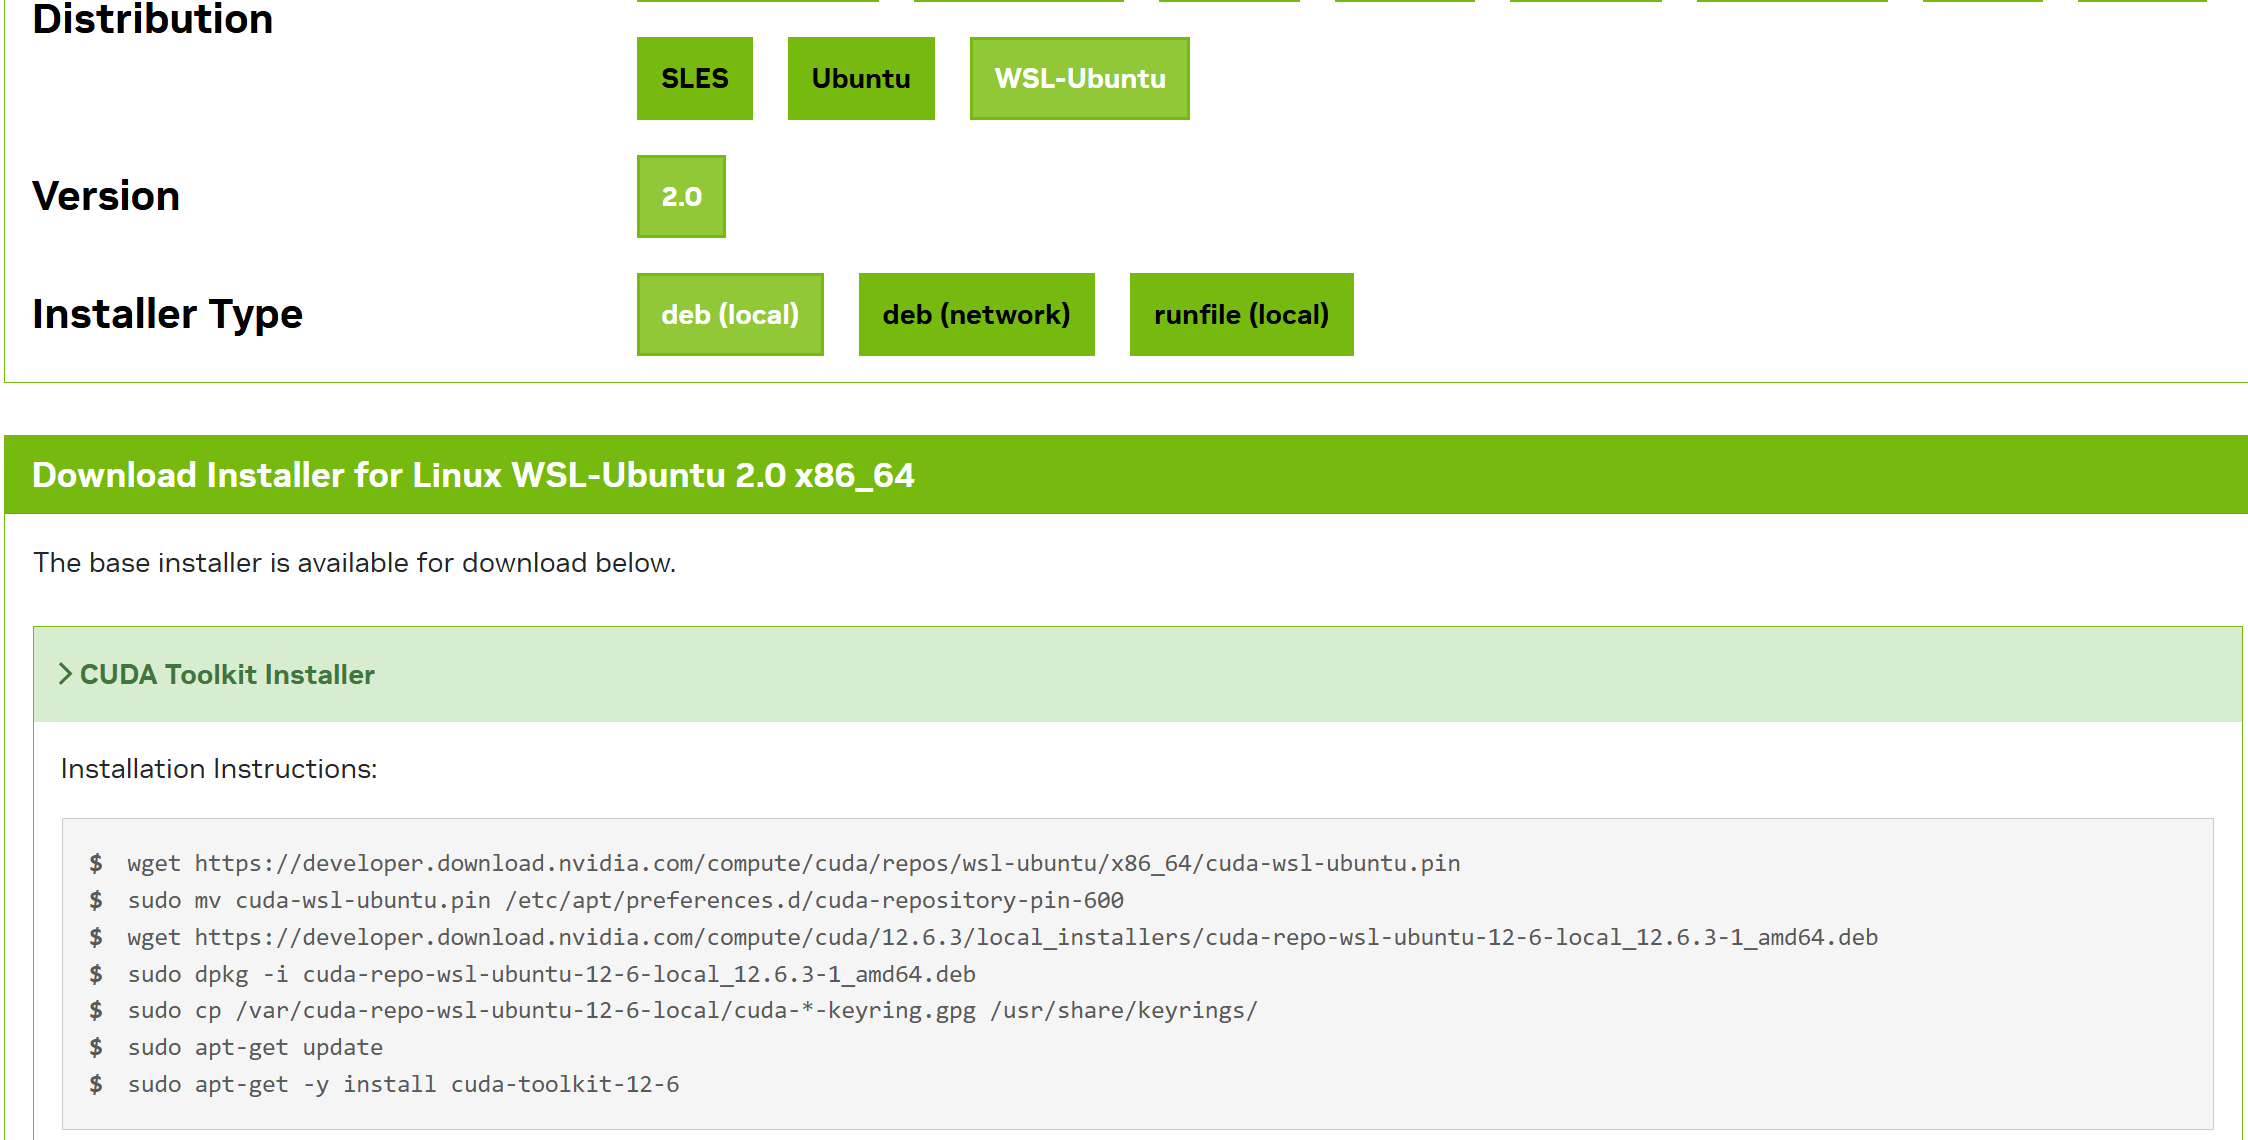 Distribution
SLES Ubuntu WSL-Ubuntu
Version 2.0
Installer Type deb (local) deb (network) runfile (local)
Download Installer for Linux WSL-Ubuntu 2.0 x86_64
The base installer is available for download below.
CUDA Toolkit Installer
Installation Instructions:
$ wget https://developer.download.nvidia.com/compute/cuda/repos/wsl-ubuntu/x86_64/cuda-wsl-ubuntu.pin
$ sudo mv cuda-wsl-ubuntu.pin /etc/apt/preferences.d/cuda-repository-pin-600
$ wget https://developer.download.nvidia.com/compute/cuda/12.6.3/local_installers/cuda-repo-wsl-ubuntu-12-6-local_12.6.3-1_amd64.deb
$ sudo dpkg -i cuda-repo-wsl-ubuntu-12-6-local_12.6.3-1_amd64.deb
$ sudo cp /var/cuda-repo-wsl-ubuntu-12-6-local/cuda-*-keyring.gpg /usr/share/keyrings/
$ sudo apt-get update
$ sudo apt-get -y install cuda-toolkit-12-6